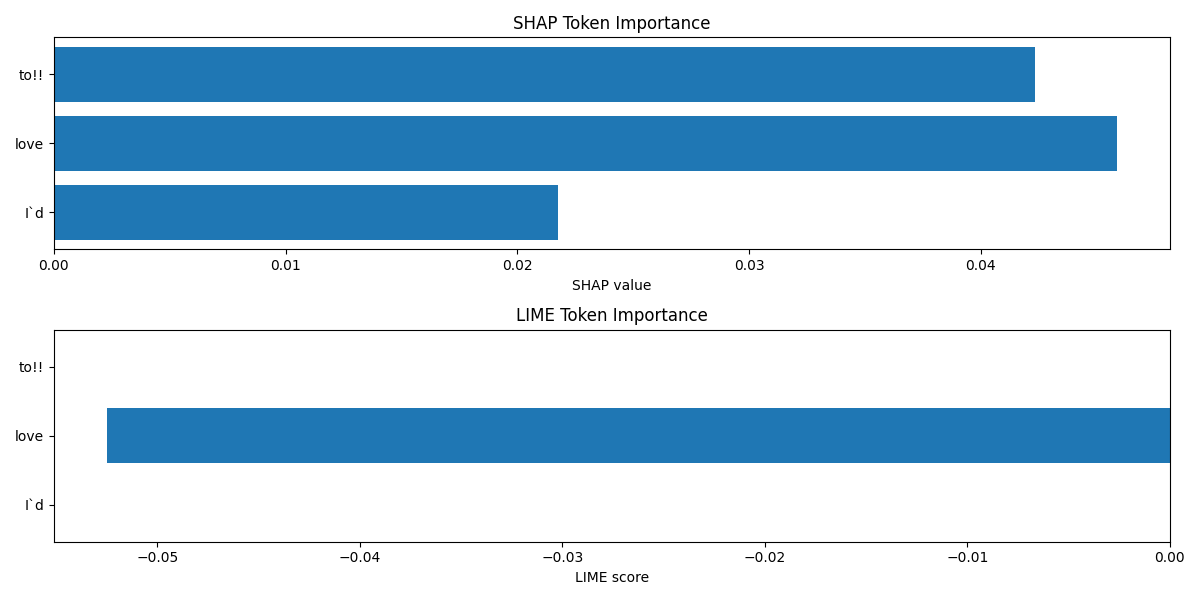 SHAP Token Importance
to!!
love
I`d
0.00 0.01 0.02 0.03 0.04
SHAP value
LIME Token Importance
to!!
love
I`d
−0.05 −0.04 −0.03 −0.02 −0.01 0.00
LIME score